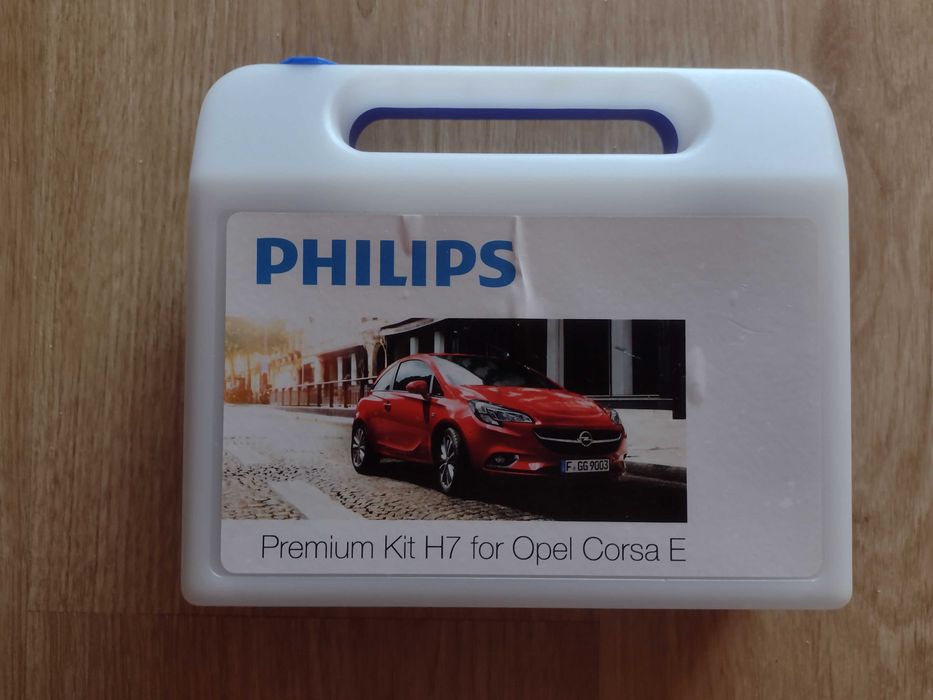 PHILIPS
F·GG 9003
Premium Kit H7 for Opel Corsa E